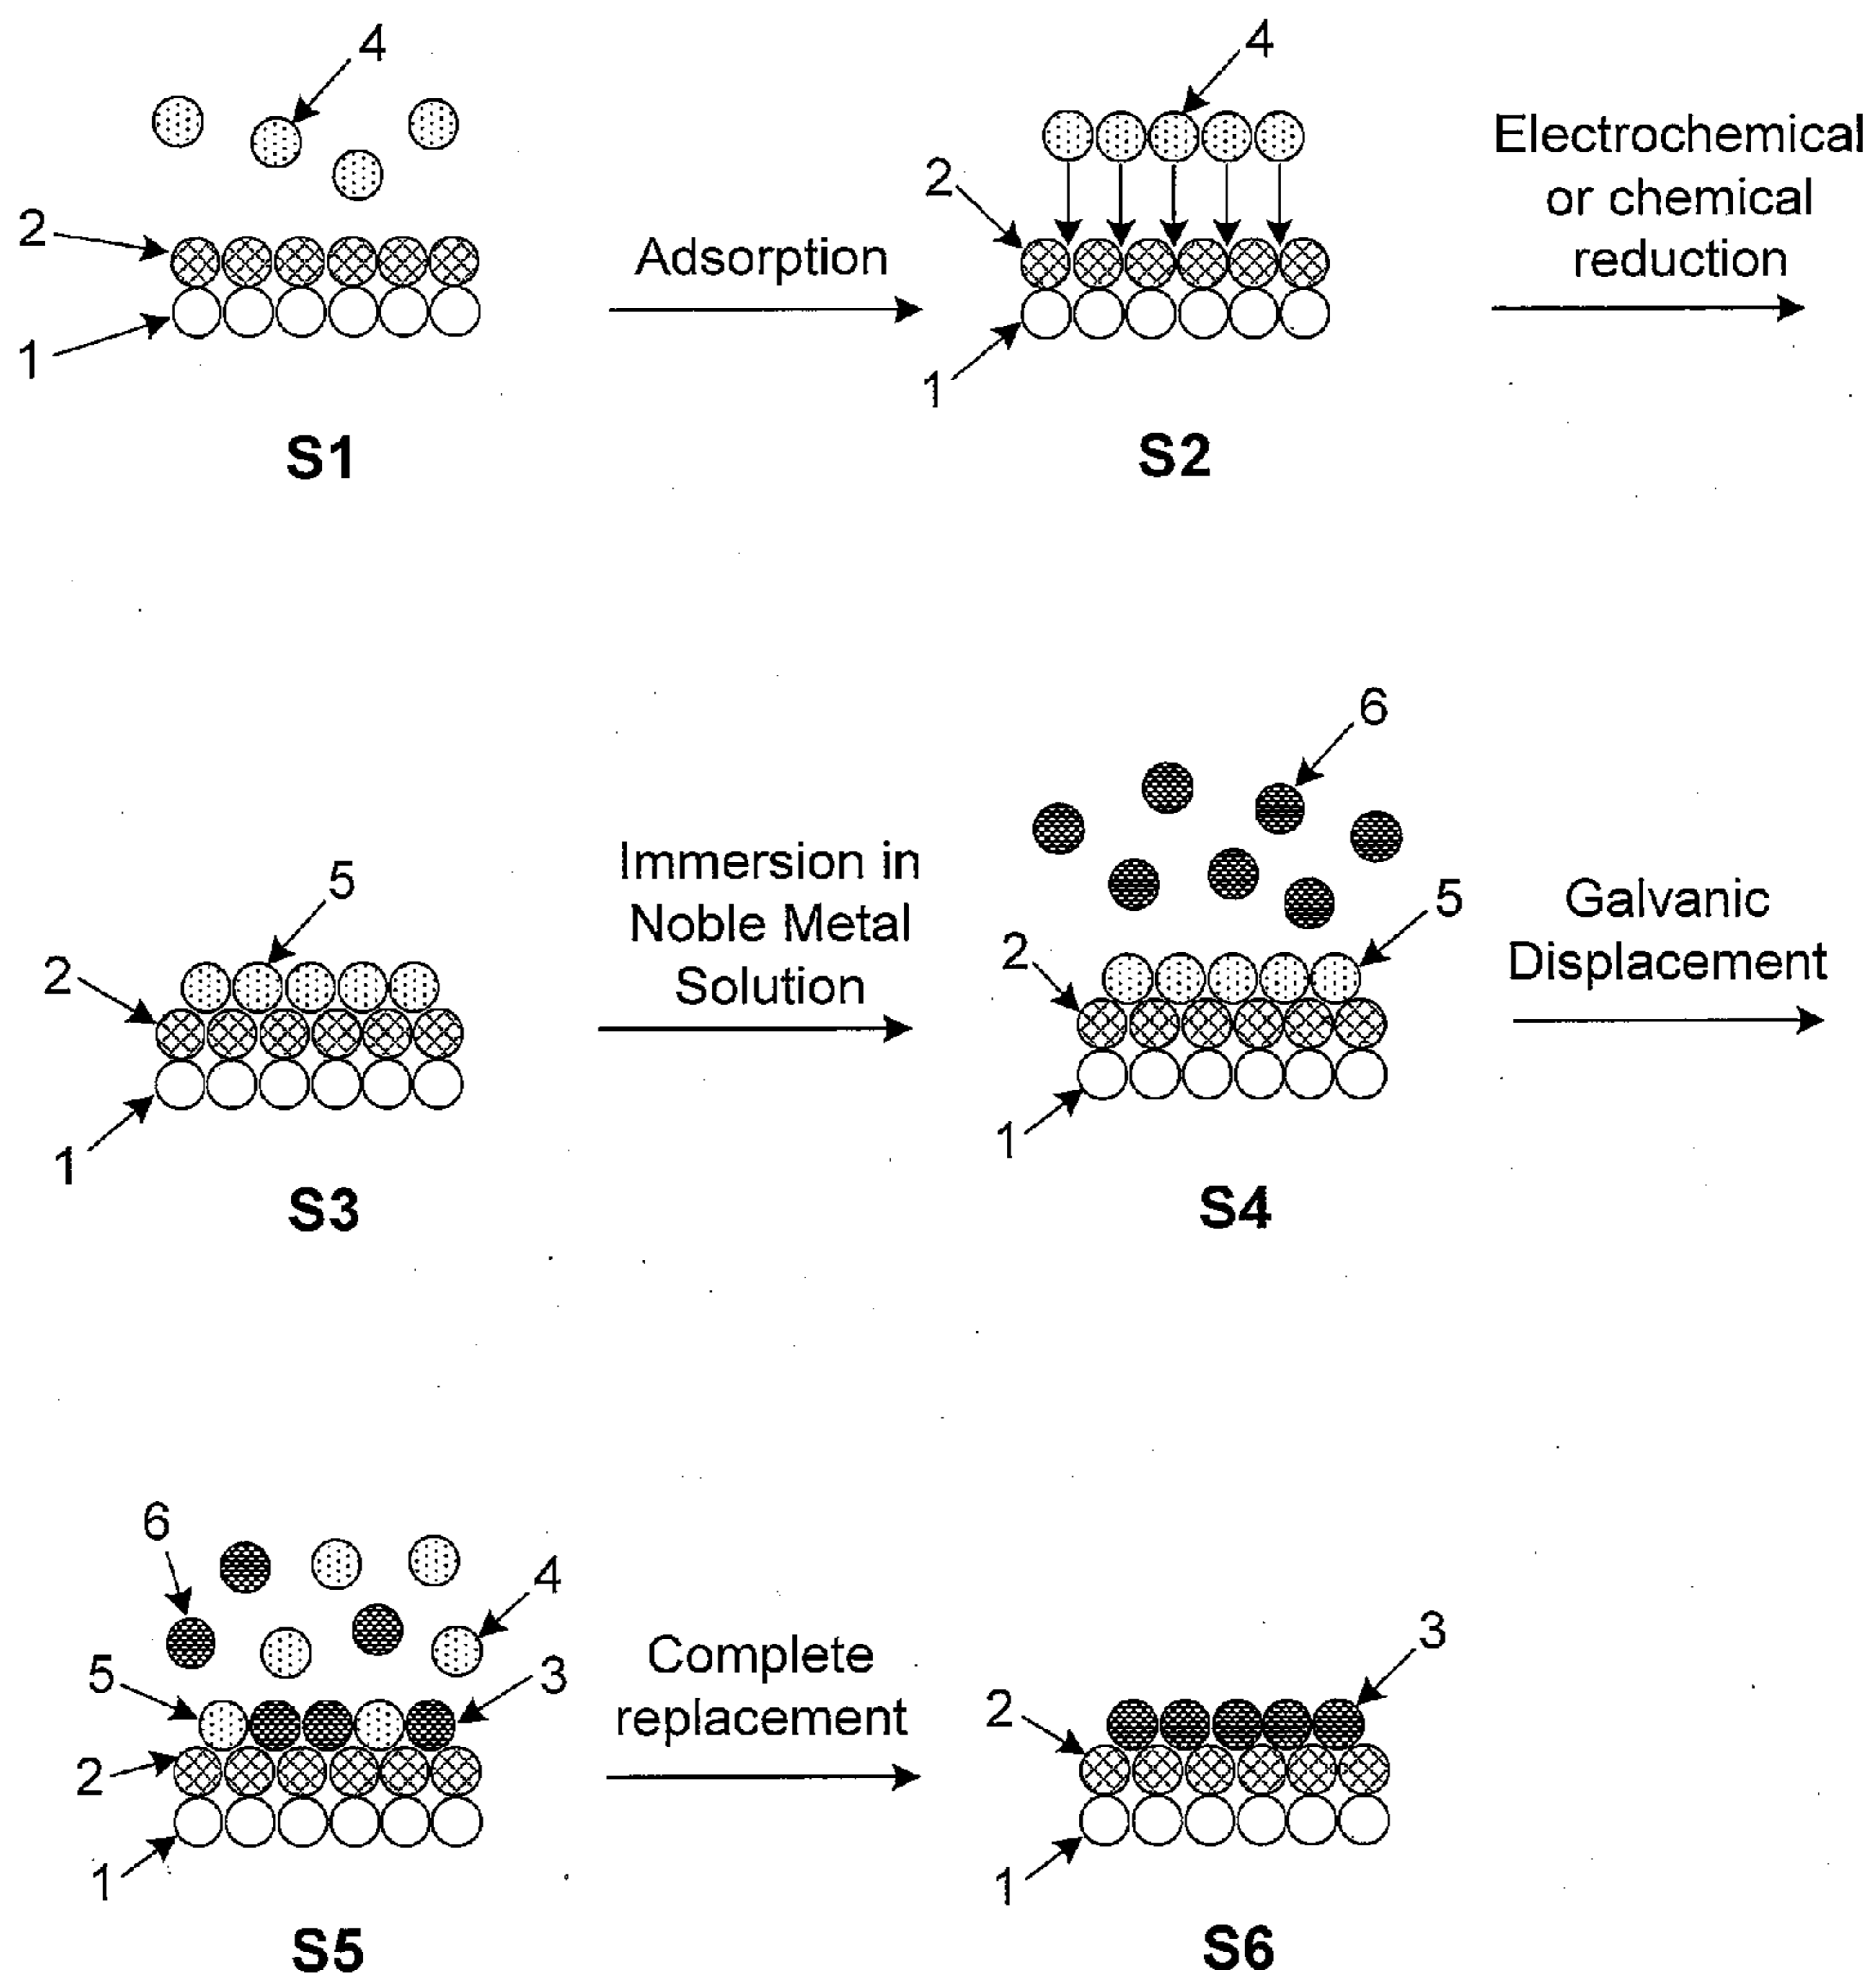 4
2
1
Adsorption
S1
4
2
1
S2
Electrochemical
or chemical
reduction
5
2
1
S3
Immersion in
Noble Metal
Solution
6
5
2
1
S4
Galvanic
Displacement
6
4
5
3
2
1
S5
Complete
replacement
3
2
1
S6